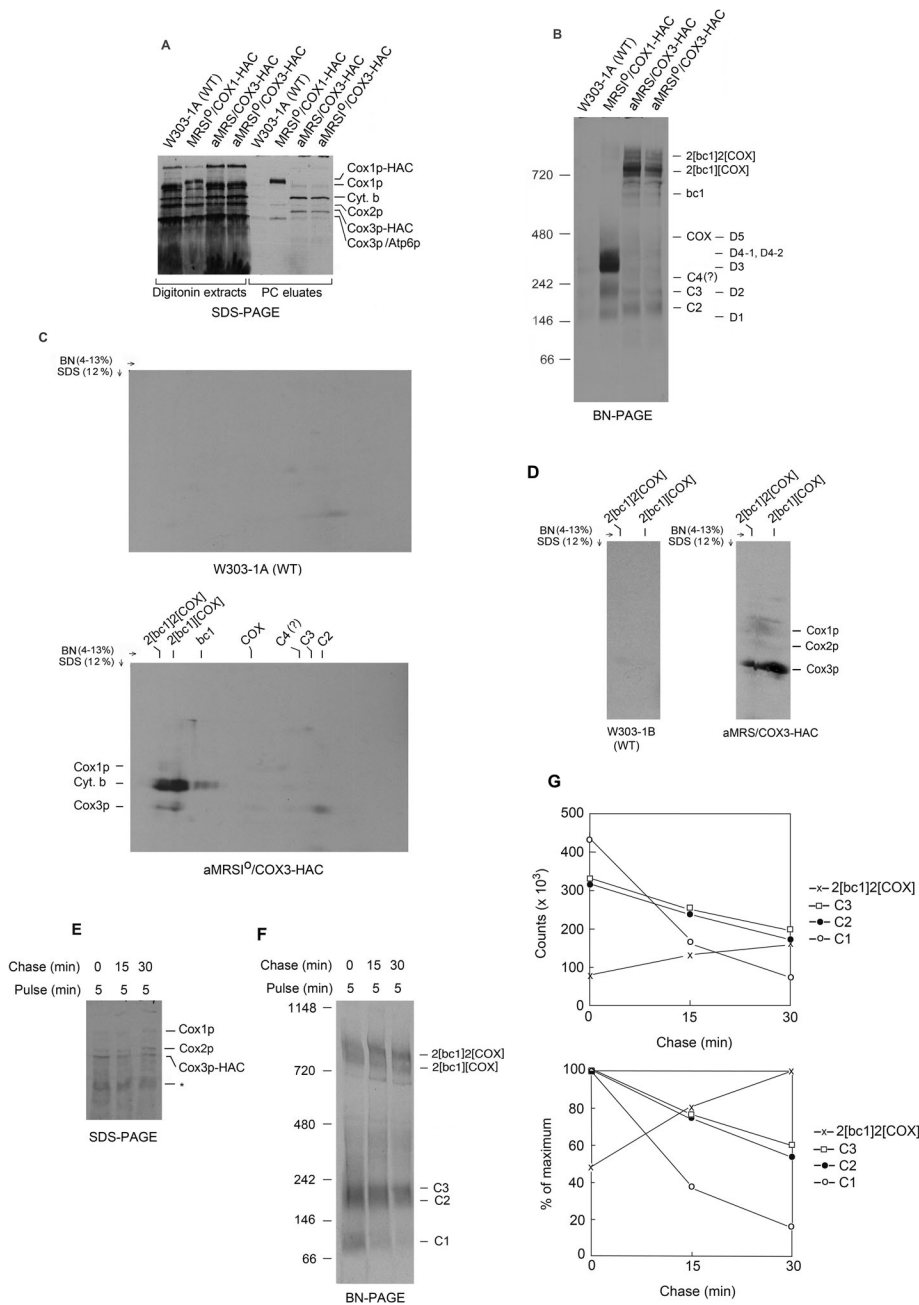 A
W303-1A (WT)
MRSIº/COX1-HAC
aMRS/COX3-HAC
aMRSIº/COX3-HAC
W303-1A (WT)
MRSIº/COX1-HAC
aMRS/COX3-HAC
aMRSIº/COX3-HAC
Cox1p-HAC
Cox1p
Cyt. b
Cox2p
Cox3p-HAC
Cox3p/Atp6p
Digitonin extracts
PC eluates
SDS-PAGE
B
W303-1A (WT)
MRSIº/COX1-HAC
aMRS/COX3-HAC
aMRSIº/COX3-HAC
720
480
242
146
66
2[bc1]2[COX]
2[bc1][COX]
bc1
COX
D5
D4-1, D4-2
D3
C4(?)
C3
D2
C2
D1
BN-PAGE
C
BN(4-13%) →
SDS(12%) ↓
W303-1A (WT)
2[bc1]2[COX]
2[bc1][COX]
bc1
COX
C4(?)
C3
C2
BN(4-13%) →
SDS(12%) ↓
Cox1p
Cyt. b
Cox3p
aMRSIº/COX3-HAC
D
2[bc1]2[COX]
2[bc1][COX]
BN(4-13%) →
SDS(12%) ↓
W303-1B
(WT)
2[bc1]2[COX]
2[bc1][COX]
BN(4-13%) →
SDS(12%) ↓
Cox1p
Cox2p
Cox3p
aMRS/COX3-HAC
E
Chase (min) 0 15 30
Pulse (min) 5 5 5
Cox1p
Cox2p
Cox3p-HAC
*
SDS-PAGE
F
Chase (min) 0 15 30
Pulse (min) 5 5 5
1148
720
480
242
146
66
2[bc1]2[COX]
2[bc1][COX]
C3
C2
C1
BN-PAGE
G
500
400
300
200
100
0
Counts (x 10³)
0 15 30
Chase (min)
2[bc1]2[COX]
C3
C2
C1
100
80
60
40
20
0
% of maximum
0 15 30
Chase (min)
2[bc1]2[COX]
C3
C2
C1